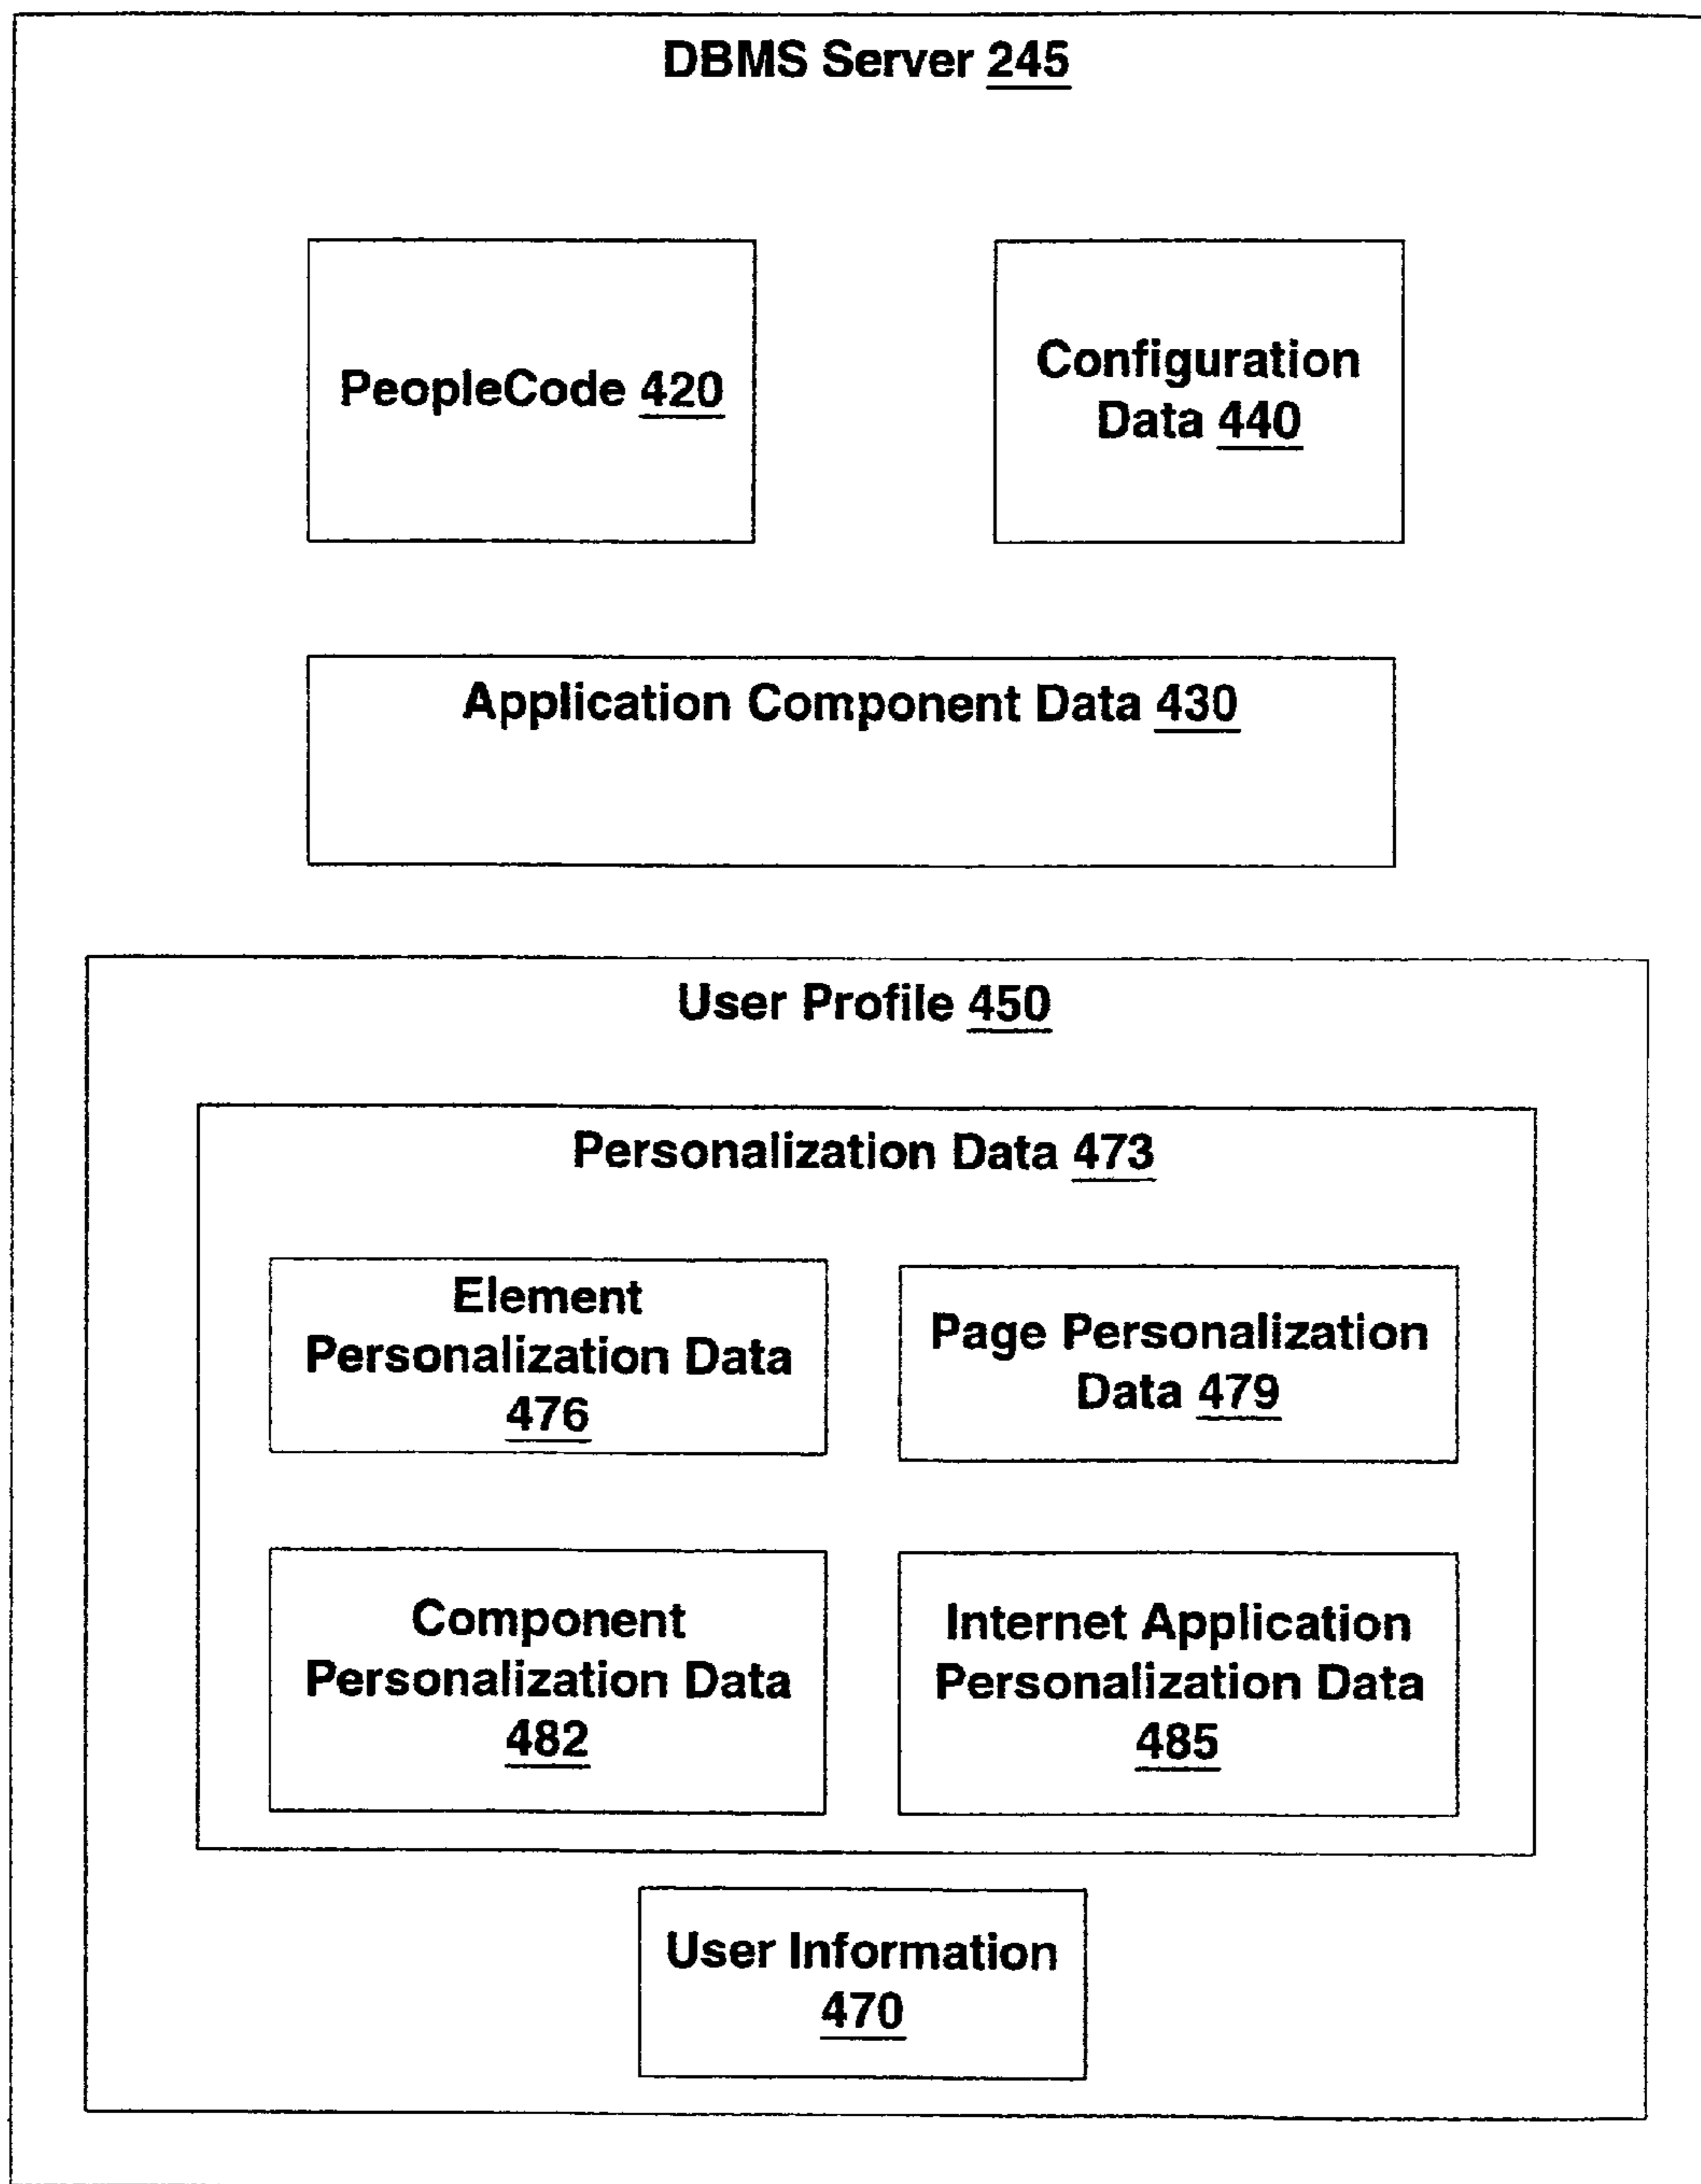 DBMS Server 245
PeopleCode 420
Configuration
Data 440
Application Component Data 430
User Profile 450
Personalization Data 473
Element
Personalization Data
476
Page Personalization
Data 479
Component
Personalization Data
482
Internet Application
Personalization Data
485
User Information
470